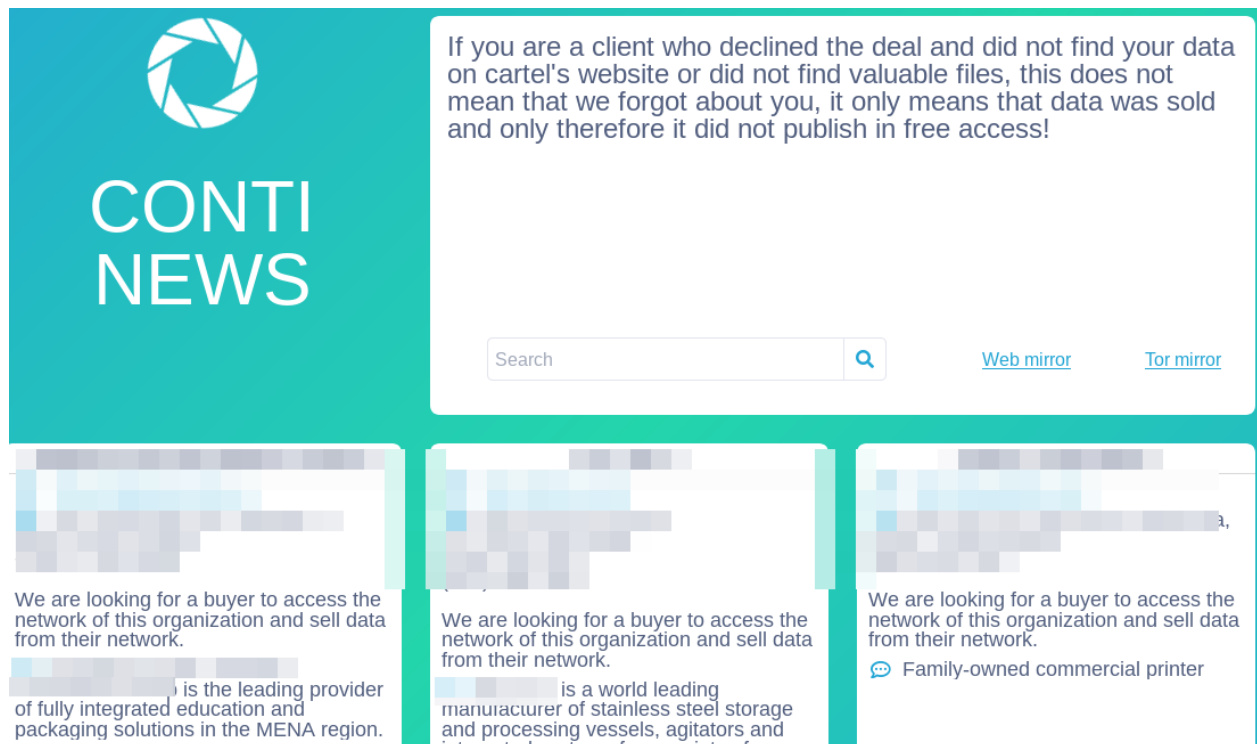 CONTI
NEWS
If you are a client who declined the deal and did not find your data
on cartel's website or did not find valuable files, this does not
mean that we forgot about you, it only means that data was sold
and only therefore it did not publish in free access!
Search
Web mirror
Tor mirror
We are looking for a buyer to access the
network of this organization and sell data
from their network.
is the leading provider
of fully integrated education and
packaging solutions in the MENA region.
We are looking for a buyer to access the
network of this organization and sell data
from their network.
is a world leading
manufacturer of stainless steel storage
and processing vessels, agitators and
We are looking for a buyer to access the
network of this organization and sell data
from their network.
Family-owned commercial printer